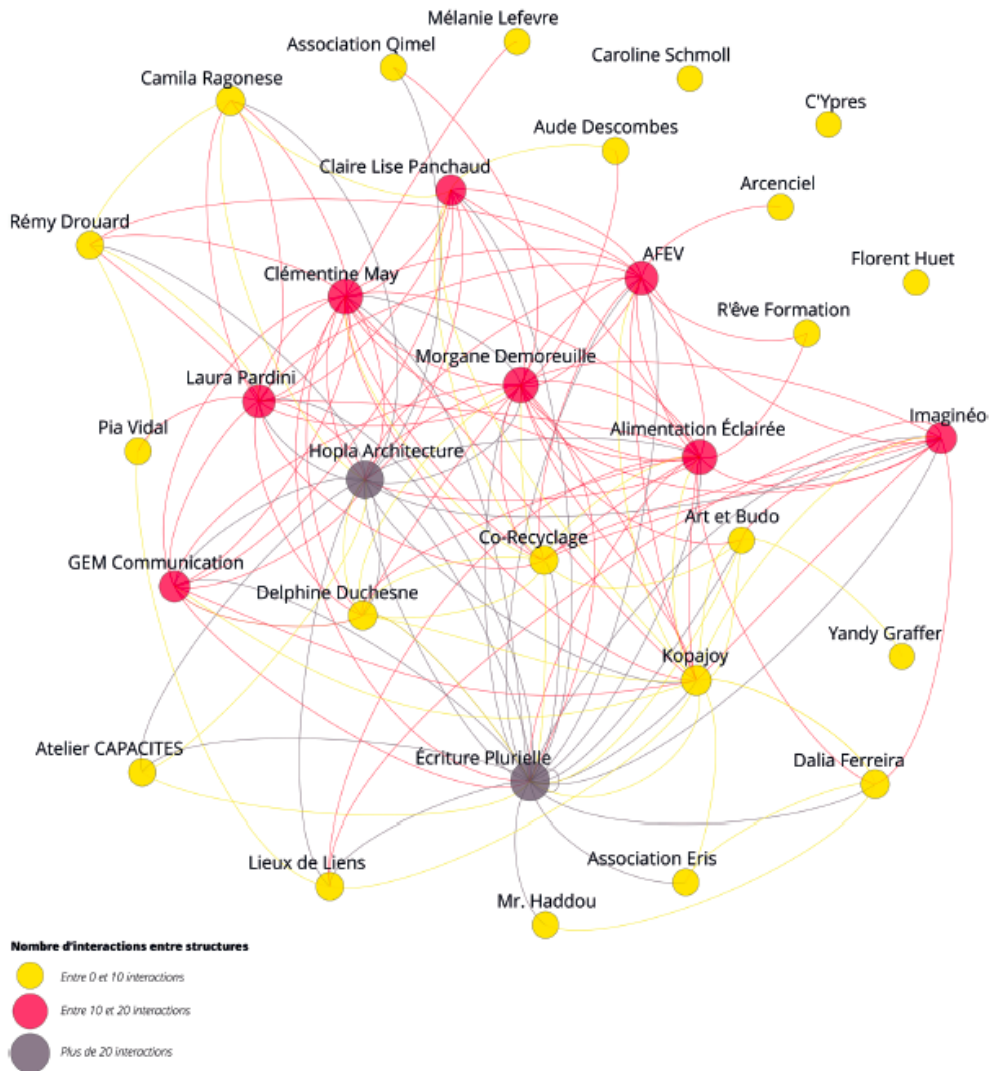 Mélanie Lefevre
Association Qimel
Caroline Schmoll
Camila Ragonese
C'Ypres
Aude Descombes
Claire Lise Panchaud
Arcenciel
Rémy Drouard
AFEV
Florent Huet
Clémentine May
R'êve Formation
Morgane Demoreuille
Laura Pardini
Imaginéo
Pia Vidal
Alimentation Éclairée
Hopla Architecture
Art et Budo
Co-Recyclage
GEM Communication
Delphine Duchesne
Yandy Graffer
Kopajoy
Atelier CAPACITES
Écriture Plurielle
Dalia Ferreira
Lieux de Liens
Association Eris
Mr. Haddou
Nombre d'interactions entre structures
Entre 0 et 10 interactions
Entre 10 et 20 interactions
Plus de 20 interactions